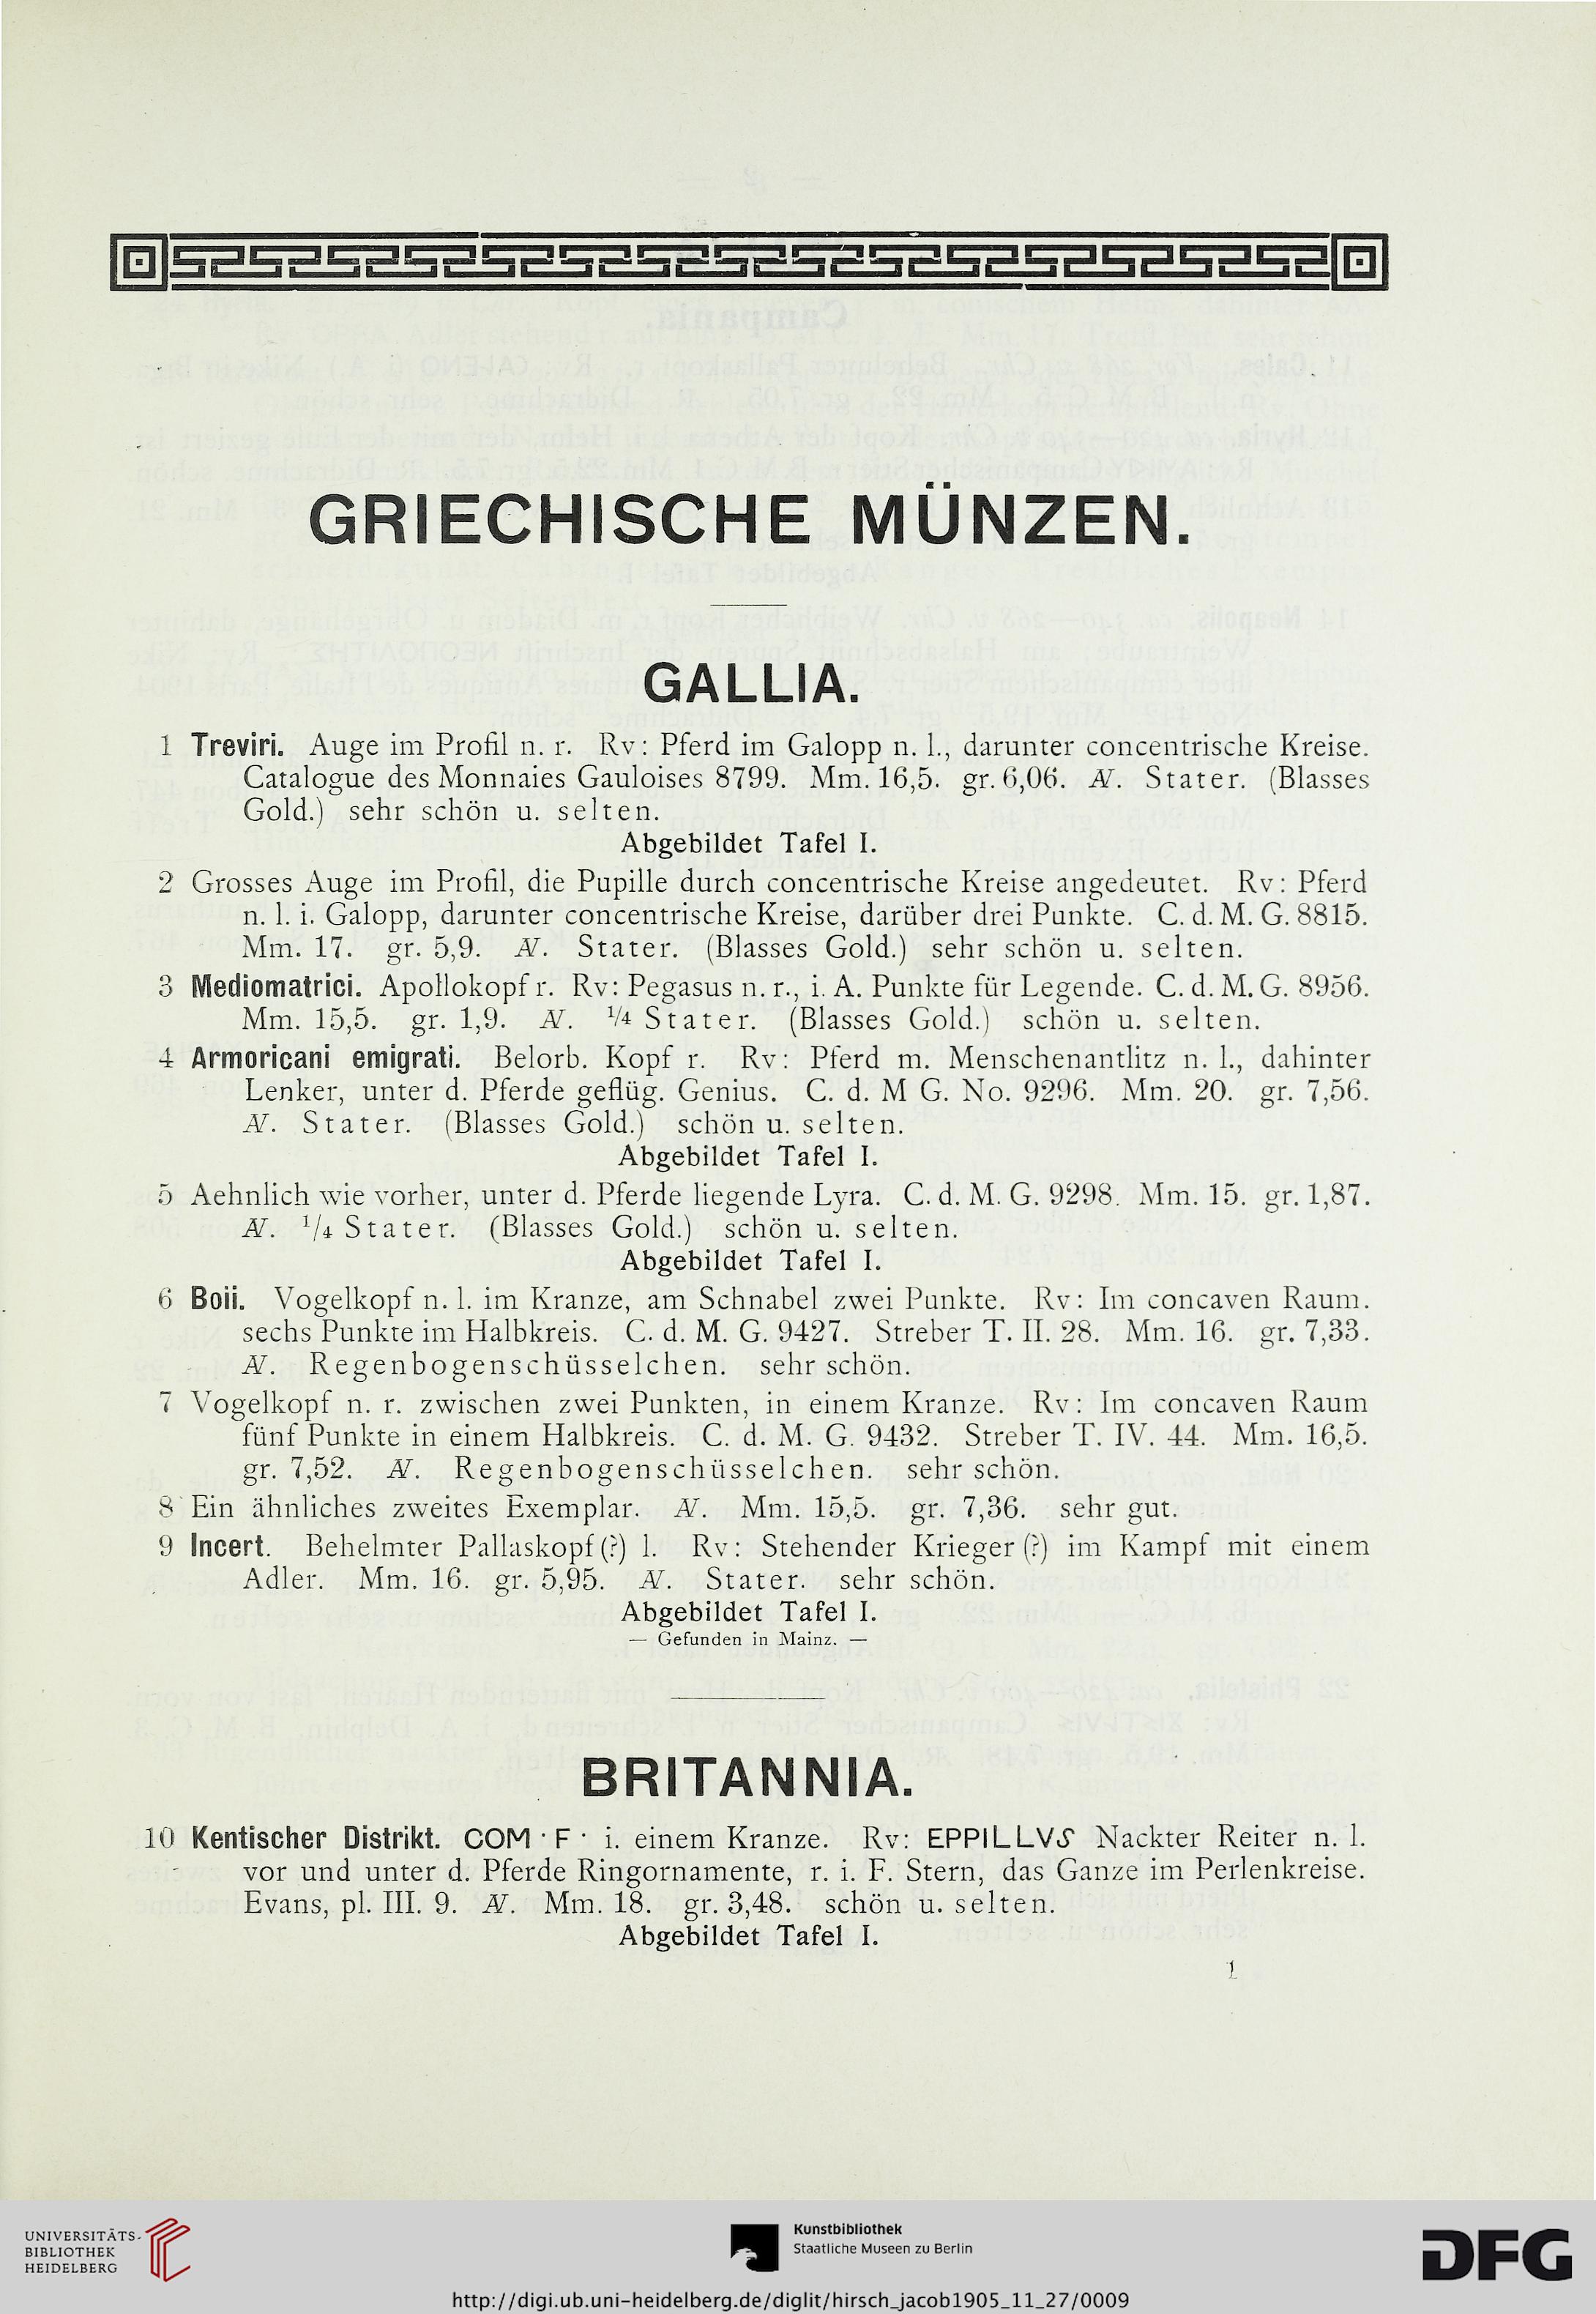 GRIECHISCHE MÜNZEN.
GALLIA.
1 Treviri. Auge im Profil n. r. Rv: Pferd im Galopp n. l., darunter concentrische Kreise.
Catalogue des Monnaies Gauloises 8799. Mm. 16,5. gr. 6,06. AV. Stater. (Blasses
Gold.) sehr schön u. selten.
Abgebildet Tafel I.
2 Grosses Auge im Profil, die Pupille durch concentrische Kreise angedeutet. Rv: Pferd
n. l. i. Galopp, darunter concentrische Kreise, darüber drei Punkte. C. d. M. G. 8815.
Mm. 17. gr. 5,9. AV. Stater. (Blasses Gold.) sehr schön u. selten.
3 Mediomatrici. Apollokopf r. Rv: Pegasus n. r., i. A. Punkte für Legende. C. d. M. G. 8956.
Mm. 15,5. gr. 1,9. AV. 1/4 Stater. (Blasses Gold.) schön u. selten.
4 Armoricani emigrati. Belorb. Kopf r. Rv: Pferd m. Menschenantlitz n. l., dahinter
Lenker, unter d. Pferde geflüg. Genius. C. d. M G. No. 9296. Mm. 20. gr. 7,56.
AV. Stater. (Blasses Gold.) schön u. selten.
Abgebildet Tafel I.
5 Aehnlich wie vorher, unter d. Pferde liegende Lyra. C. d. M. G. 9298. Mm. 15. gr. 1,87.
AV. 1/4 Stater. (Blasses Gold.) schön u. selten.
Abgebildet Tafel I.
6 Boii. Vogelkopf n. l. im Kranze, am Schnabel zwei Punkte. Rv: Im concaven Raum.
sechs Punkte im Halbkreis. C. d. M. G. 9427. Streber T. II. 28. Mm. 16. gr. 7,33.
AV. Regenbogenschüsselchen. sehr schön.
7 Vogelkopf n. r. zwischen zwei Punkten, in einem Kranze. Rv: Im concaven Raum
fünf Punkte in einem Halbkreis. C. d. M. G. 9432. Streber T. IV. 44. Mm. 16,5.
gr. 7,52. AV. Regenbogenschüsselchen. sehr schön.
8 Ein ähnliches zweites Exemplar. AV. Mm. 15,5. gr. 7,36. sehr gut.
9 Incert. Behelmter Pallaskopf (?) l. Rv: Stehender Krieger (?) im Kampf mit einem
Adler. Mm. 16. gr. 5,95. AV. Stater. sehr schön.
Abgebildet Tafel I.
— Gefunden in Mainz. —
BRITANNIA.
10 Kentischer Distrikt. COM · F · i. einem Kranze. Rv: EPPILLVS Nackter Reiter n. l.
vor und unter d. Pferde Ringornamente, r. i. F. Stern, das Ganze im Perlenkreise.
Evans, pl. III. 9. AV. Mm. 18. gr. 3,48. schön u. selten.
Abgebildet Tafel I.
1
UNIVERSITÄTS-
BIBLIOTHEK
HEIDELBERG
Kunstbibliothek
Staatliche Museen zu Berlin
DFG
http://digi.ub.uni-heidelberg.de/diglit/hirsch_jacob1905_11_27/0009